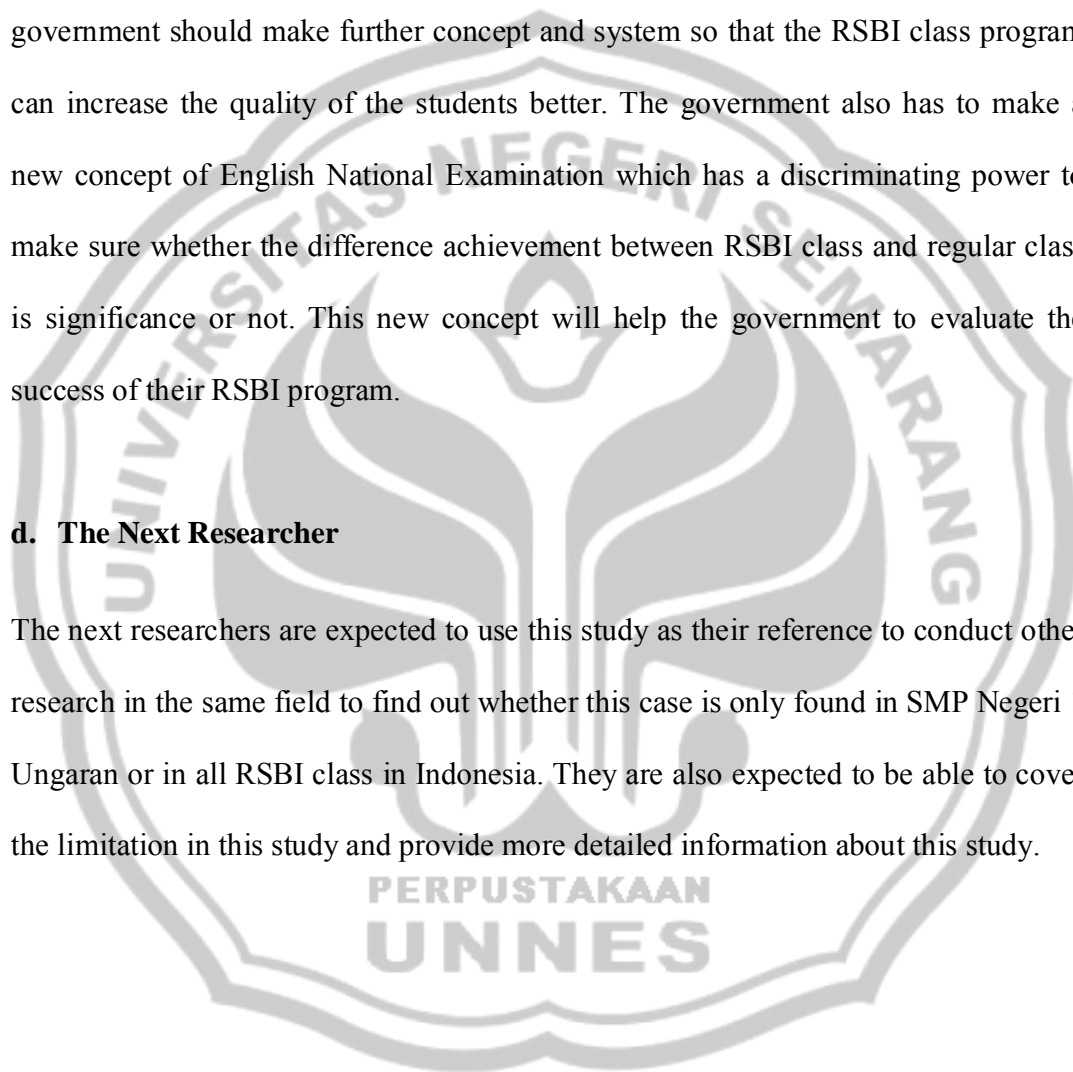 government should make further concept and system so that the RSBI class program
can increase the quality of the students better. The government also has to make
new concept of English National Examination which has a discriminating power
make sure whether the difference achievement between RSBI class and regular
is significance or not. This new concept will help the government to evaluate
success of their RSBI program.
d. The Next Researcher
The next researchers are expected to use this study as their reference to conduct
research in the same field to find out whether this case is only found in SMP Negeri
Ungaran or in all RSBI class in Indonesia. They are also expected to be able to
the limitation in this study and provide more detailed information about this study.
UNIVERSITAS NEGERI SEMARANG
PERPUSTAKAAN
UNNES